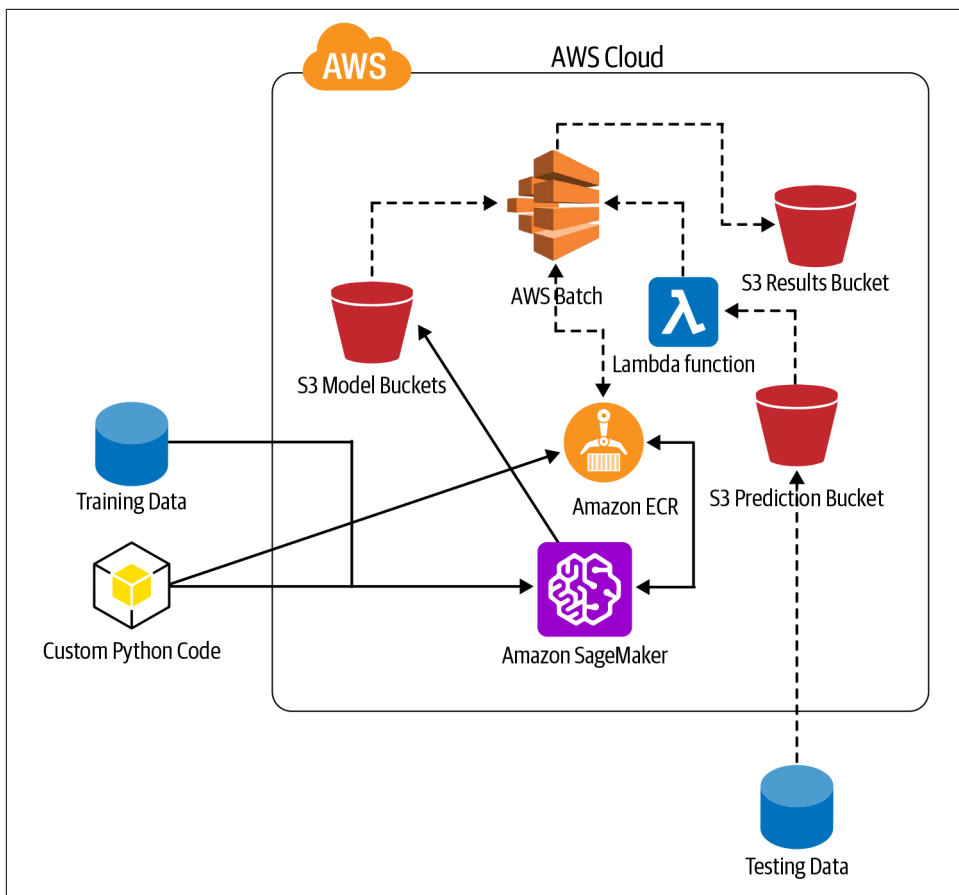 AWS
AWS Cloud
AWS Batch
S3 Results Bucket
λ
Lambda function
S3 Model Buckets
Training Data
Amazon ECR
S3 Prediction Bucket
Custom Python Code
Amazon SageMaker
Testing Data